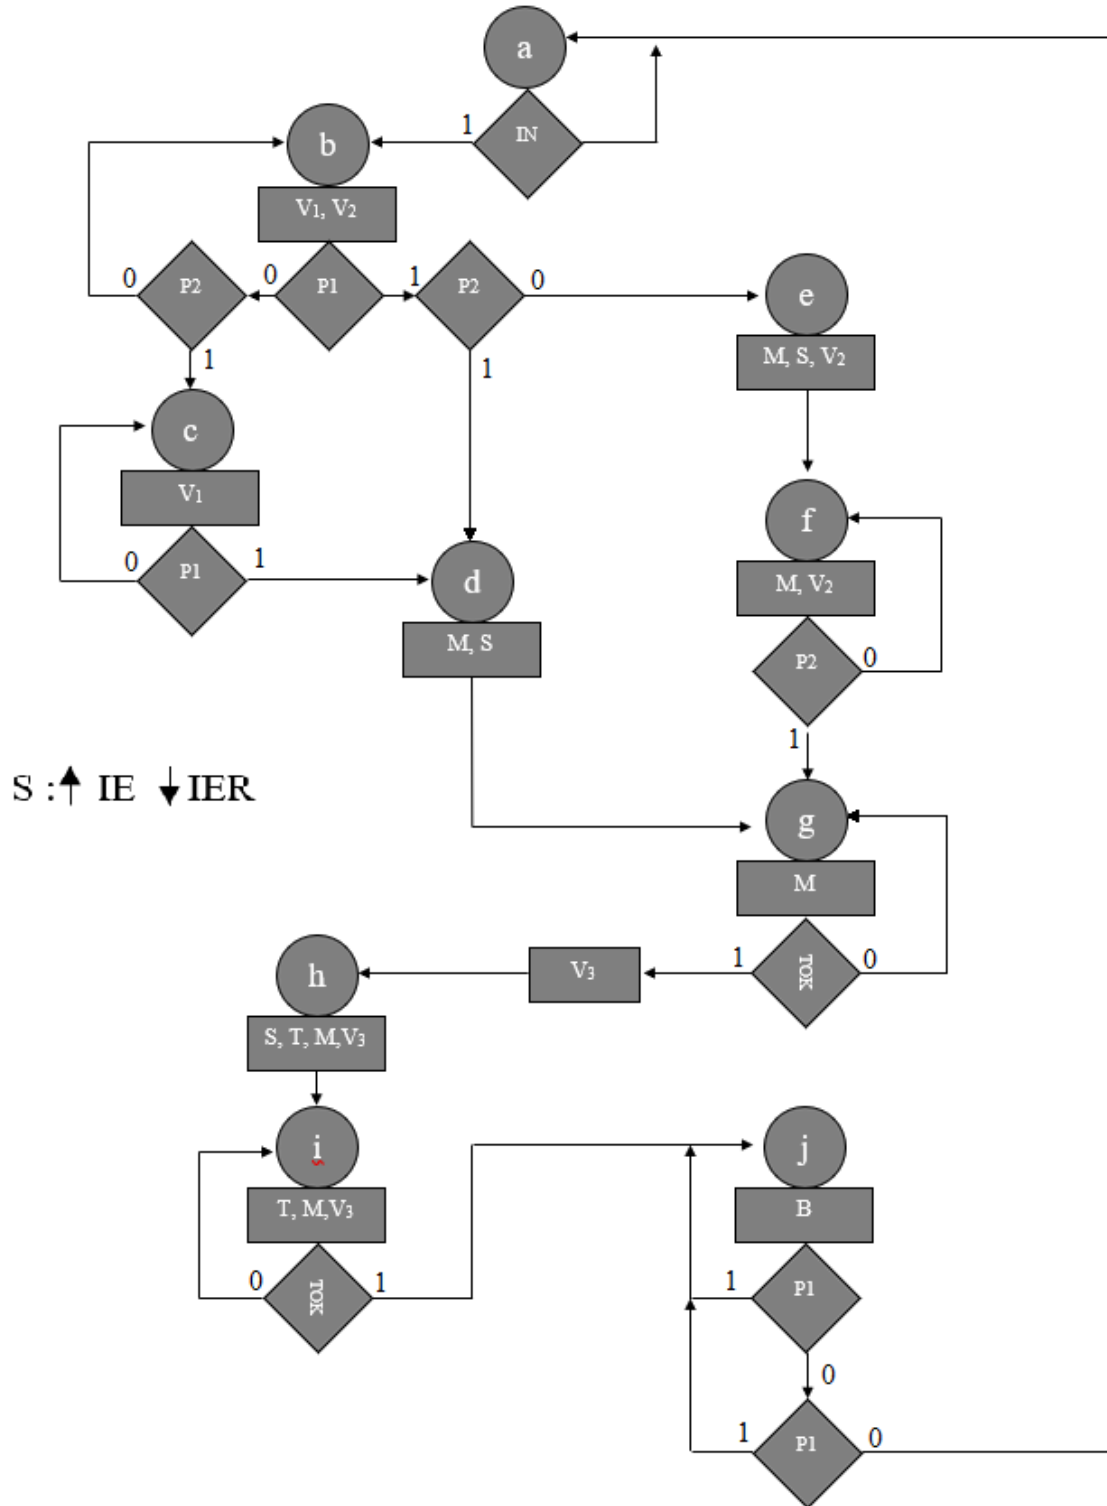 a
IN
1
b
V1, V2
0
P2
0
P1
1
P2
0
e
M, S, V2
1
1
c
V1
f
M, V2
0
P1
1
d
M, S
P2
0
1
S : IE IER
g
M
h
V3
1
TOK
0
S, T, M,V3
i
j
T, M,V3
B
0
TOK
1
1
P1
0
1
P1
0